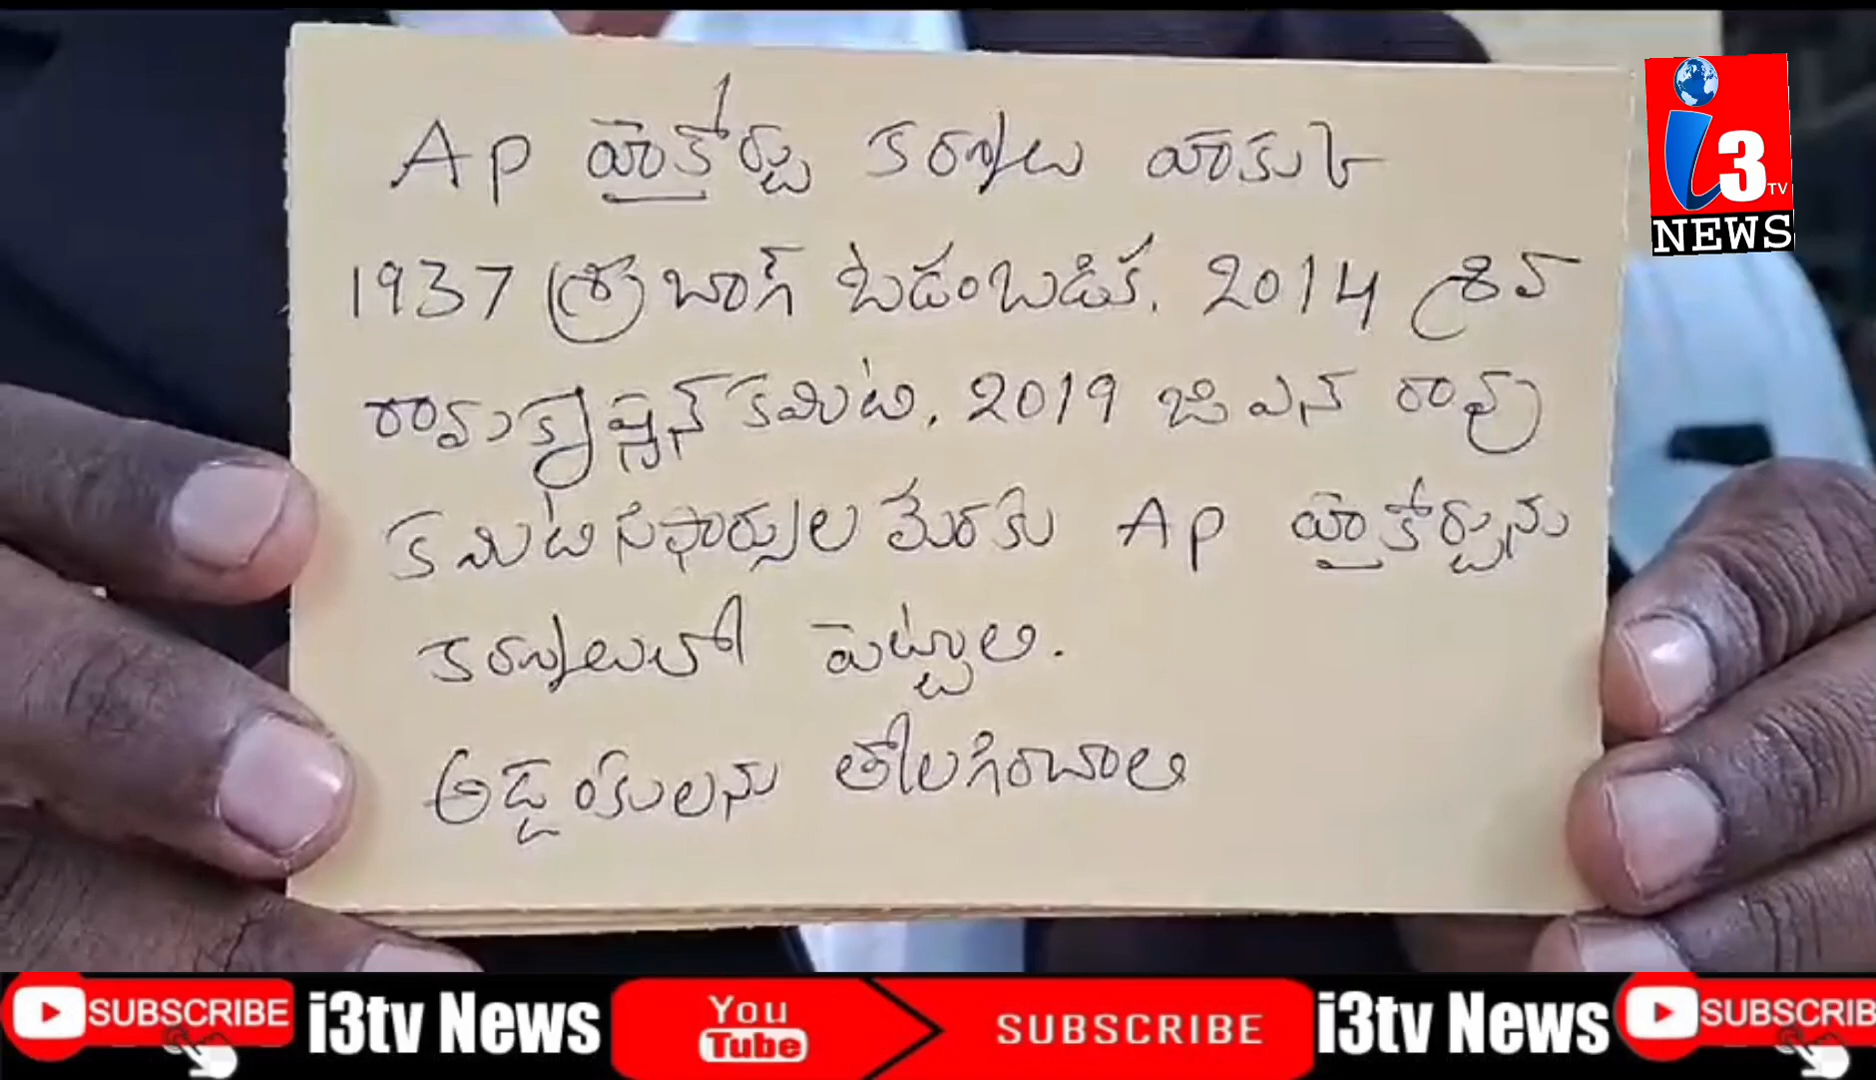 Ap హైకోర్టు కర్నూలు హక్కు
1937 శ్రీబాగ్ ఒడంబడిక. 2014 శివ
రామక్రిష్ణన్ కమిటి, 2019 జి ఎన్ రావు
కమిటి సిఫార్సుల మేరకు Ap హైకోర్టును
కర్నూలులో పెట్టాలి.
అడ్డంకులను తొలగించాలి
i3
TV
NEWS
SUBSCRIBE i3tv News You Tube SUBSCRIBE i3tv News SUBSCRIB